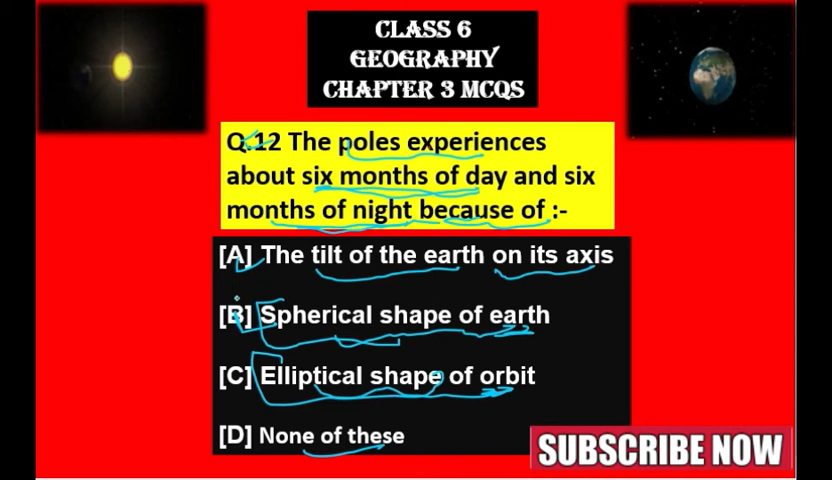 CLASS 6
GEOGRAPHY
CHAPTER 3 MCQS
Q.12 The poles experiences
about six months of day and six
months of night because of :-
[A] The tilt of the earth on its axis
[B] Spherical shape of earth
[C] Elliptical shape of orbit
[D] None of these
SUBSCRIBE NOW